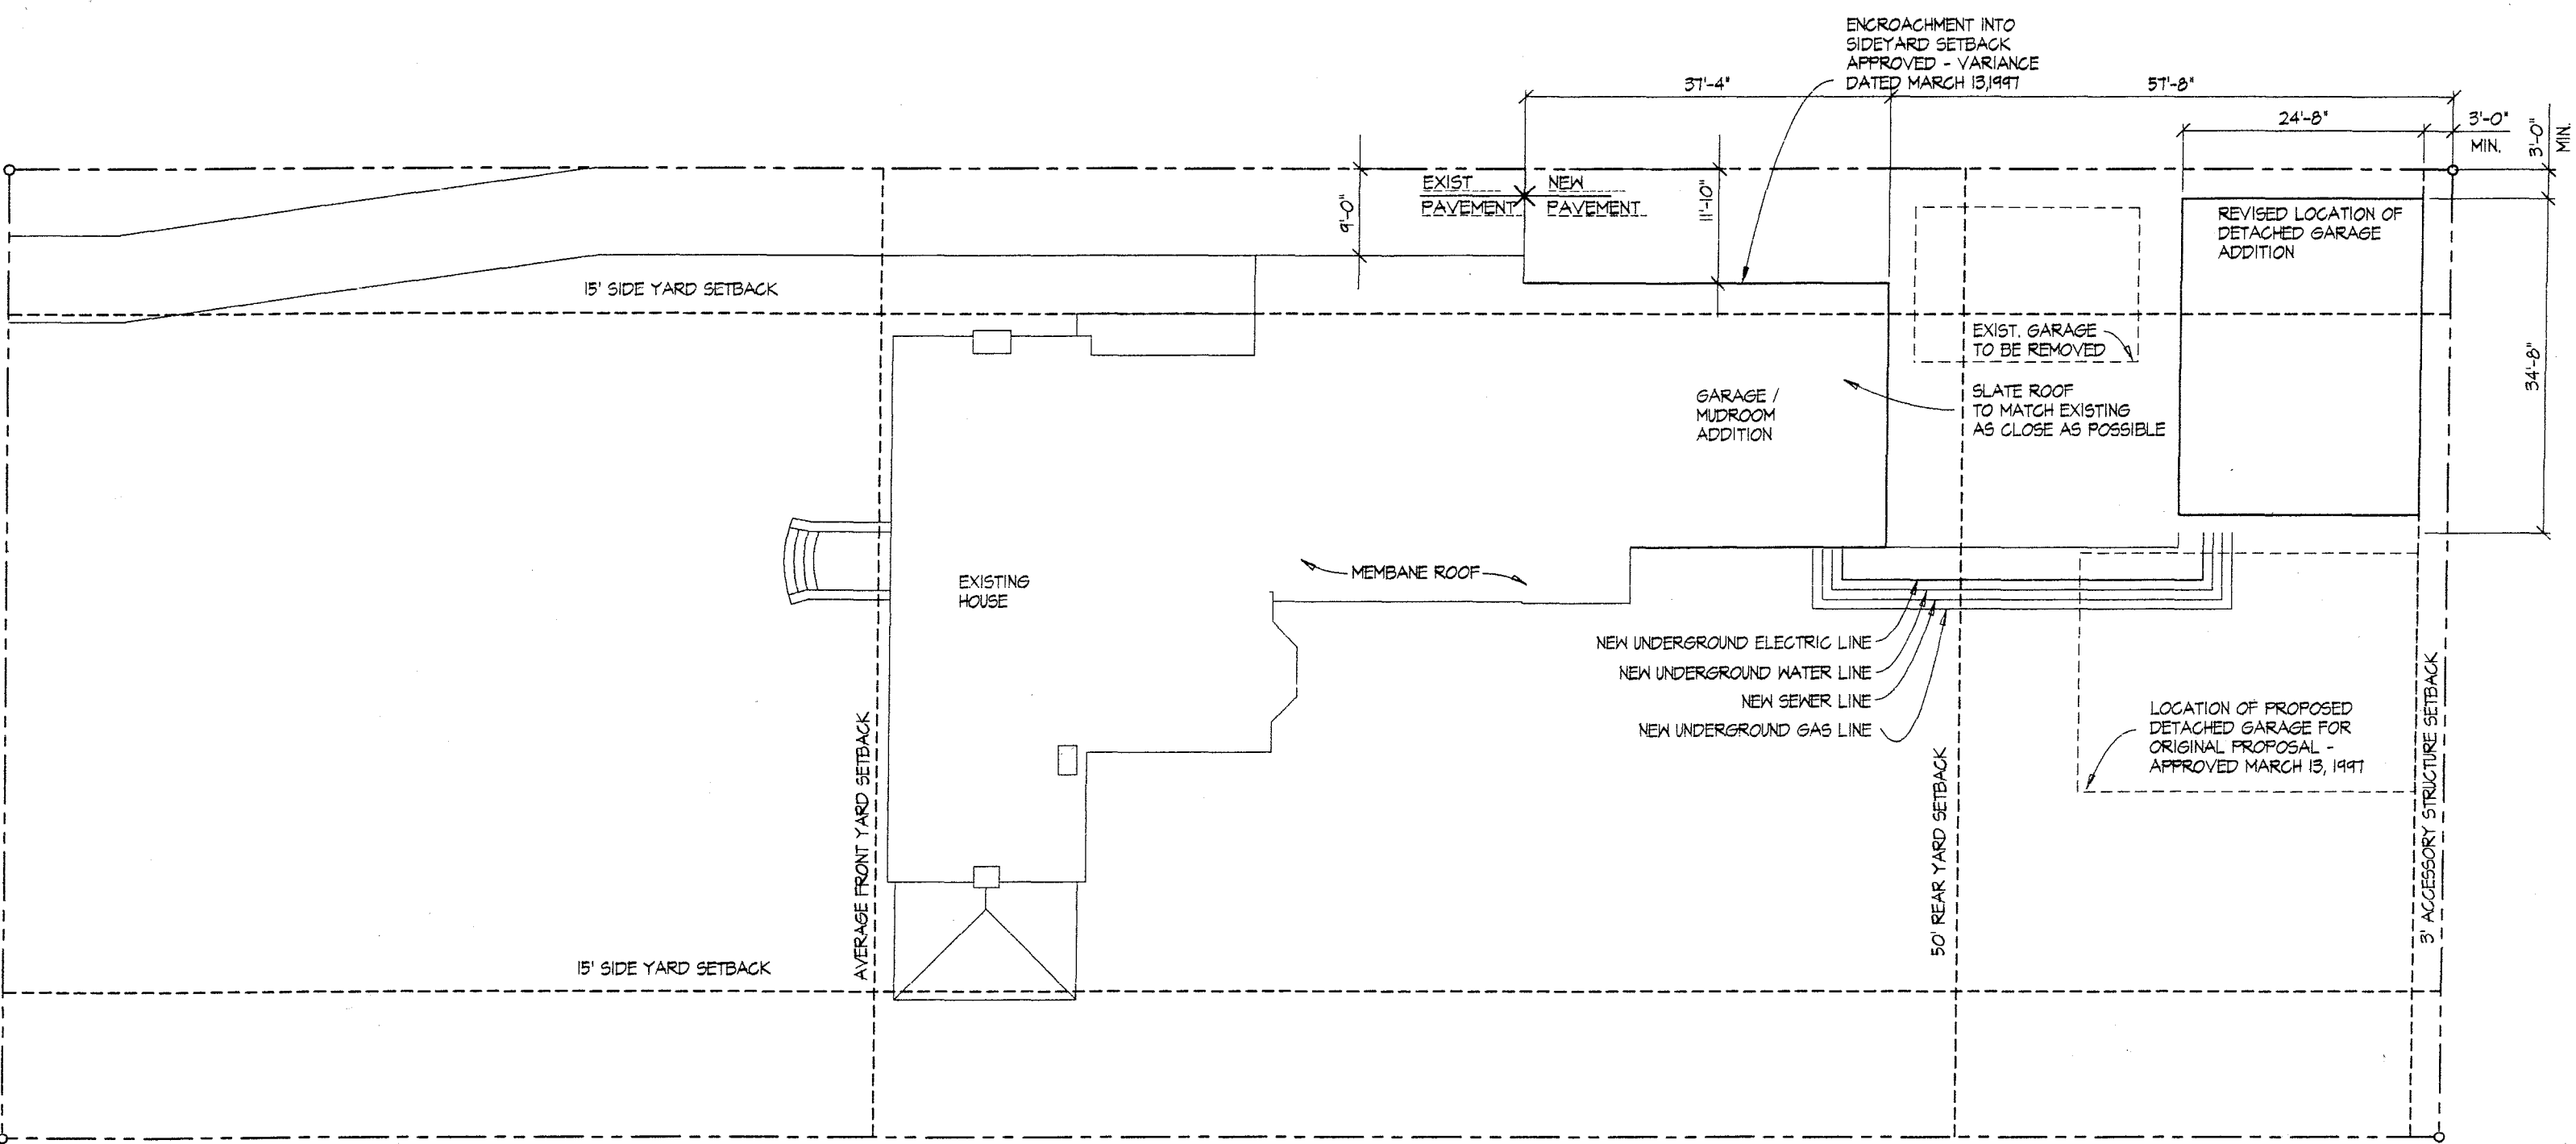 ENCROACHMENT INTO
SIDEYARD SETBACK
APPROVED - VARIANCE
DATED MARCH 13,1997
37'-4"
57'-8"
24'-8"
3'-0"
MIN.
3'-0"
MIN.
EXIST
PAVEMENT
NEW
PAVEMENT
9'-0"
11'-10"
REVISED LOCATION OF
DETACHED GARAGE
ADDITION
15' SIDE YARD SETBACK
EXIST. GARAGE
TO BE REMOVED
34'-8"
GARAGE /
MUDROOM
ADDITION
SLATE ROOF
TO MATCH EXISTING
AS CLOSE AS POSSIBLE
EXISTING
HOUSE
MEMBANE ROOF
NEW UNDERGROUND ELECTRIC LINE
NEW UNDERGROUND WATER LINE
NEW SEWER LINE
NEW UNDERGROUND GAS LINE
LOCATION OF PROPOSED
DETACHED GARAGE FOR
ORIGINAL PROPOSAL -
APPROVED MARCH 13, 1997
AVERAGE FRONT YARD SETBACK
50' REAR YARD SETBACK
3' ACCESSORY STRUCTURE SETBACK
15' SIDE YARD SETBACK